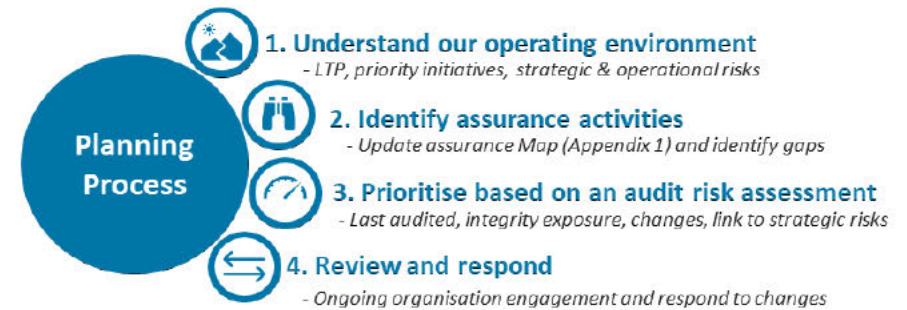 Planning
Process
1. Understand our operating environment
- LTP, priority initiatives, strategic & operational risks
2. Identify assurance activities
- Update assurance Map (Appendix 1) and identify gaps
3. Prioritise based on an audit risk assessment
- Last audited, integrity exposure, changes, link to strategic risks
4. Review and respond
- Ongoing organisation engagement and respond to changes